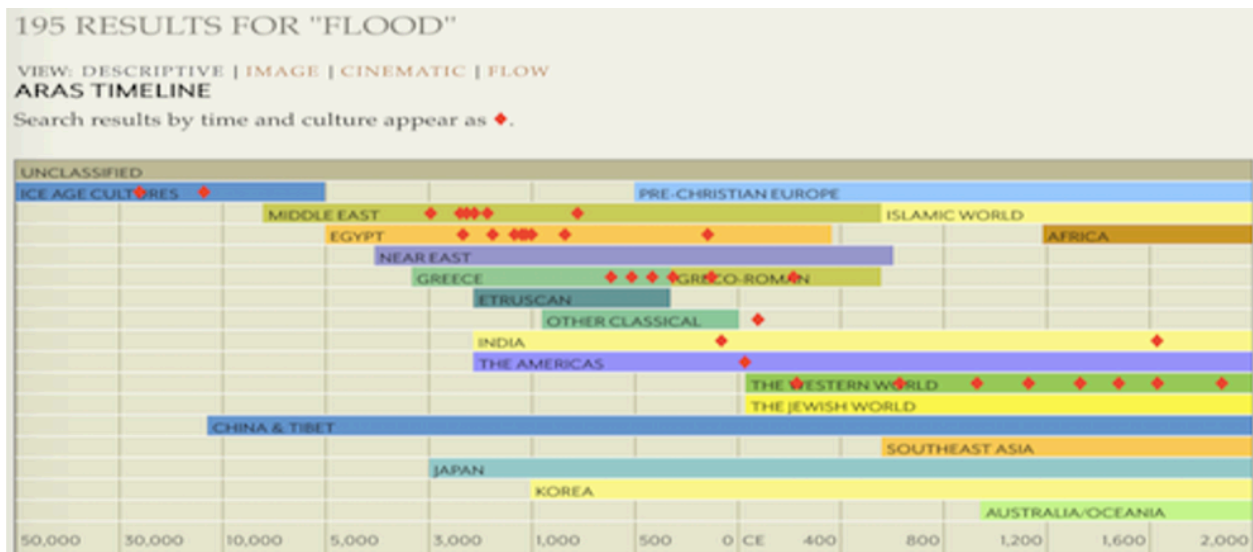 195 RESULTS FOR "FLOOD"
VIEW: DESCRIPTIVE | IMAGE | CINEMATIC | FLOW
ARAS TIMELINE
Search results by time and culture appear as ♦.
UNCLASSIFIED
ICE AGE CULTURES PRE-CHRISTIAN EUROPE
MIDDLE EAST ISLAMIC WORLD
EGYPT AFRICA
NEAR EAST
GREECE GRECO-ROMAN
ETRUSCAN
OTHER CLASSICAL
INDIA
THE AMERICAS
THE WESTERN WORLD
THE JEWISH WORLD
CHINA & TIBET
SOUTHEAST ASIA
JAPAN
KOREA
AUSTRALIA/OCEANIA
50,000 30,000 10,000 5,000 3,000 1,000 500 0 CE 400 800 1,200 1,600 2,000